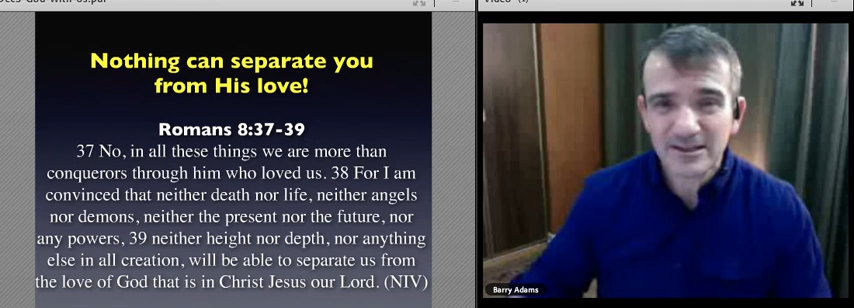 Nothing can separate you
from His love!
Romans 8:37-39
37 No, in all these things we are more than
conquerors through him who loved us. 38 For I am
convinced that neither death nor life, neither angels
nor demons, neither the present nor the future, nor
any powers, 39 neither height nor depth, nor anything
else in all creation, will be able to separate us from
the love of God that is in Christ Jesus our Lord. (NIV)
Barry Adams